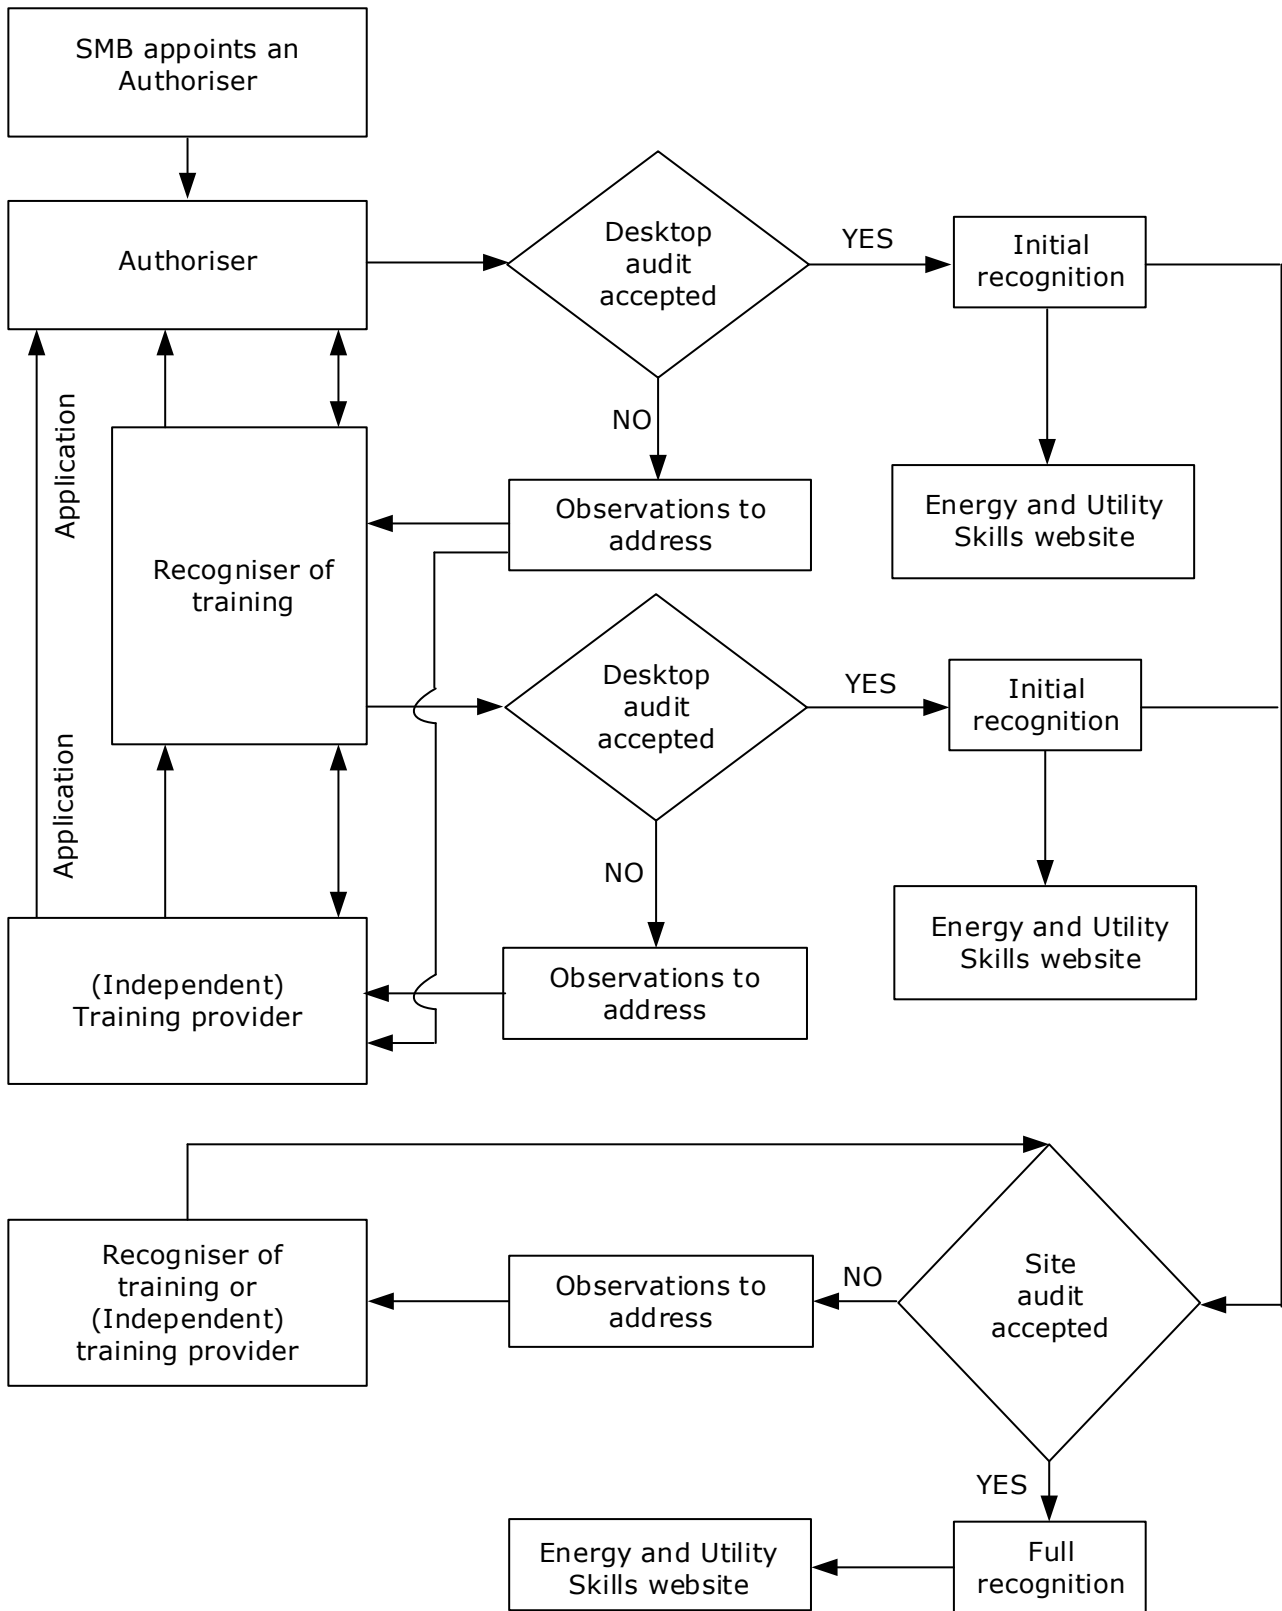 SMB appoints an
Authoriser
Authoriser
Desktop
audit
accepted
YES
Initial
recognition
NO
Application
Observations to
address
Energy and Utility
Skills website
Recogniser of
training
Desktop
audit
accepted
YES
Initial
recognition
Application
NO
Energy and Utility
Skills website
(Independent)
Training provider
Observations to
address
Recogniser of
training or
(Independent)
training provider
Observations to
address
NO
Site
audit
accepted
YES
Energy and Utility
Skills website
Full
recognition